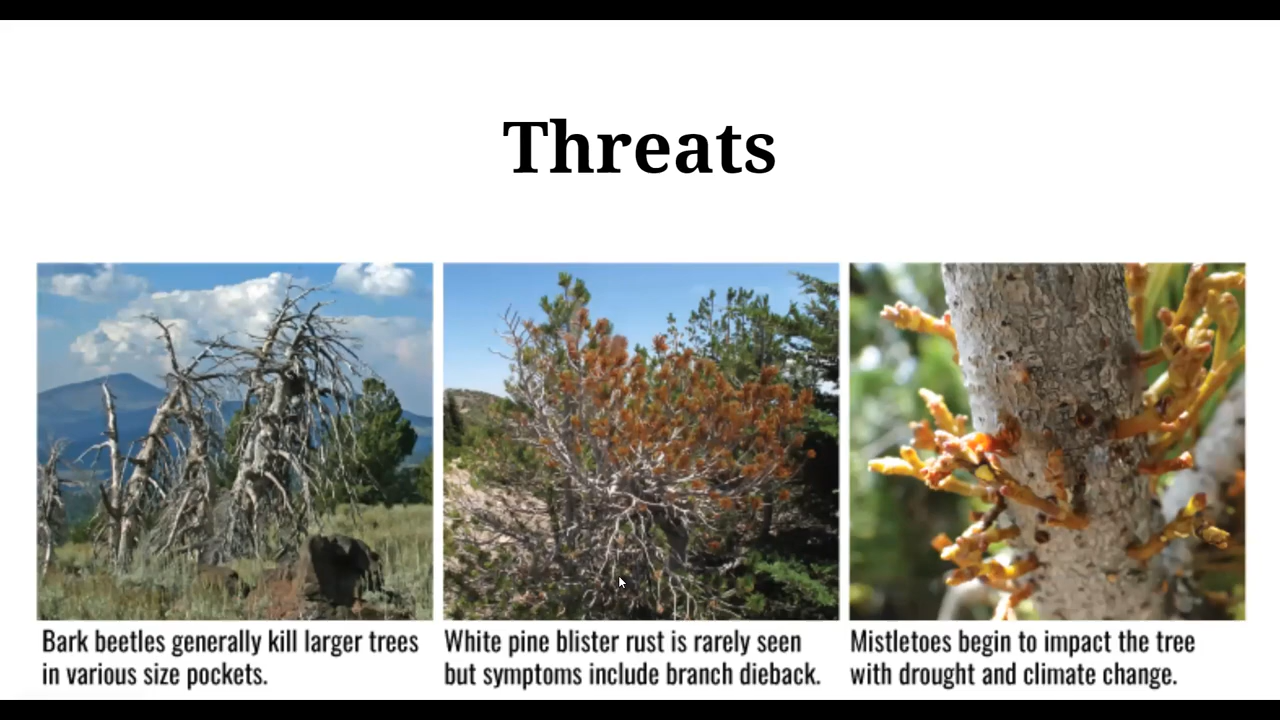 Threats
Bark beetles generally kill larger trees
in various size pockets.
White pine blister rust is rarely seen
but symptoms include branch dieback.
Mistletoes begin to impact the tree
with drought and climate change.